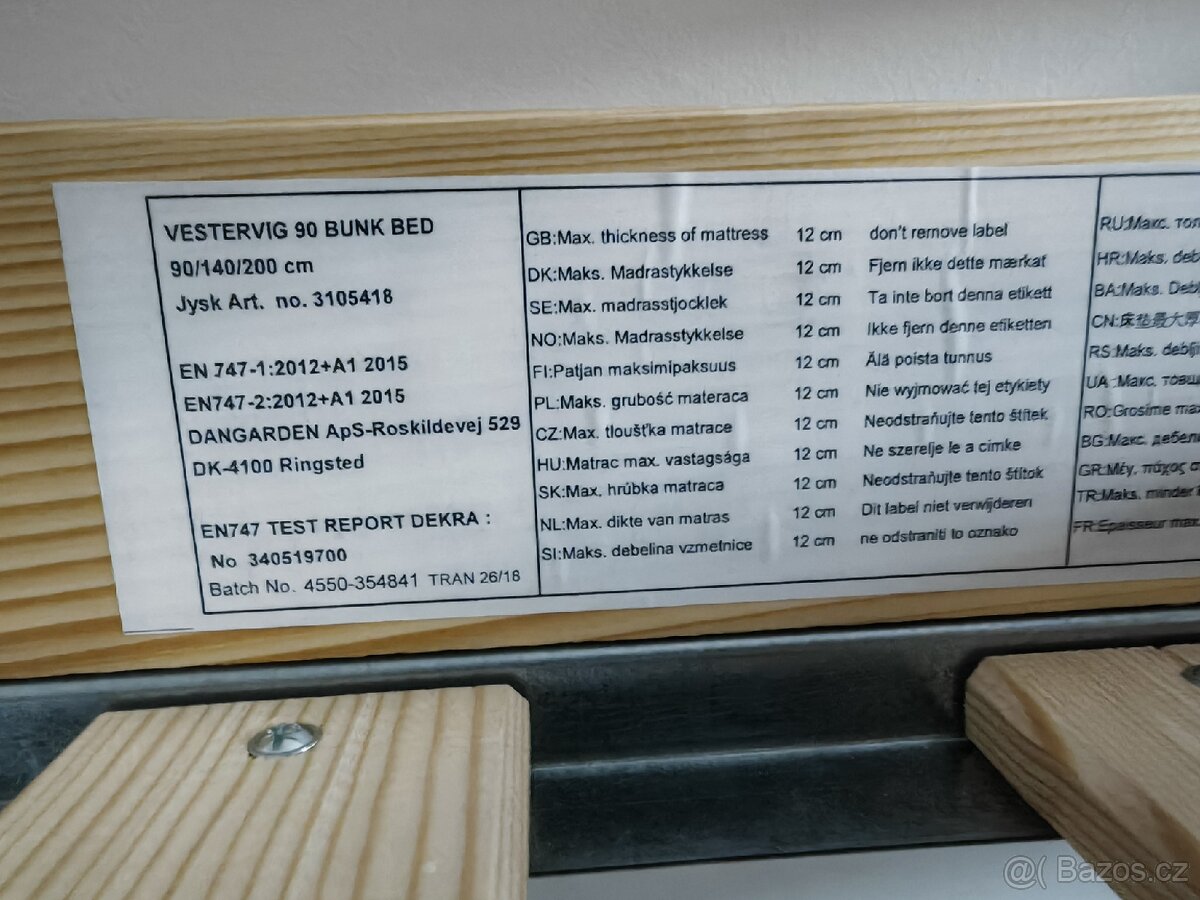 VESTERVIG 90 BUNK BED
90/140/200 cm
Jysk Art. no. 3105418
EN 747-1:2012+A1 2015
EN747-2:2012+A1 2015
DANGARDEN ApS-Roskildevej 529
DK-4100 Ringsted
EN747 TEST REPORT DEKRA :
No 340519700
Batch No. 4550-354841 TRAN 26/18
GB:Max. thickness of mattress 12 cm don't remove label
DK:Maks. Madrastykkelse 12 cm Fjern ikke dette mærkat
SE:Max. madrasstjocklek 12 cm Ta inte bort denna etikett
NO:Maks. Madrasstykkelse 12 cm Ikke fjern denne etiketten
FI:Patjan maksimipaksuus 12 cm Älä poista tunnus
PL:Maks. grubość materaca 12 cm Nie wyjmować tej etykiety
CZ:Max. tloušťka matrace 12 cm Neodstraňujte tento štítek
HU:Matrac max. vastagsága 12 cm Ne szerelje le a cimke
SK:Max. hrúbka matraca 12 cm Neodstraňujte tento štítok
NL:Max. dikte van matras 12 cm Dit label niet verwijderen
SI:Maks. debelina vzmetnice 12 cm ne odstraniti to oznako
RU:Макс.
HR:Maks.
BA:Maks.
CN:床垫最大厚
RS:Maks.
UA:Макс.
RO:Grosime
BG:Макс.
GR:Μέγ. πάχος
TR:Maks. minder
FR:Epaisseur
@( Bazos.cz